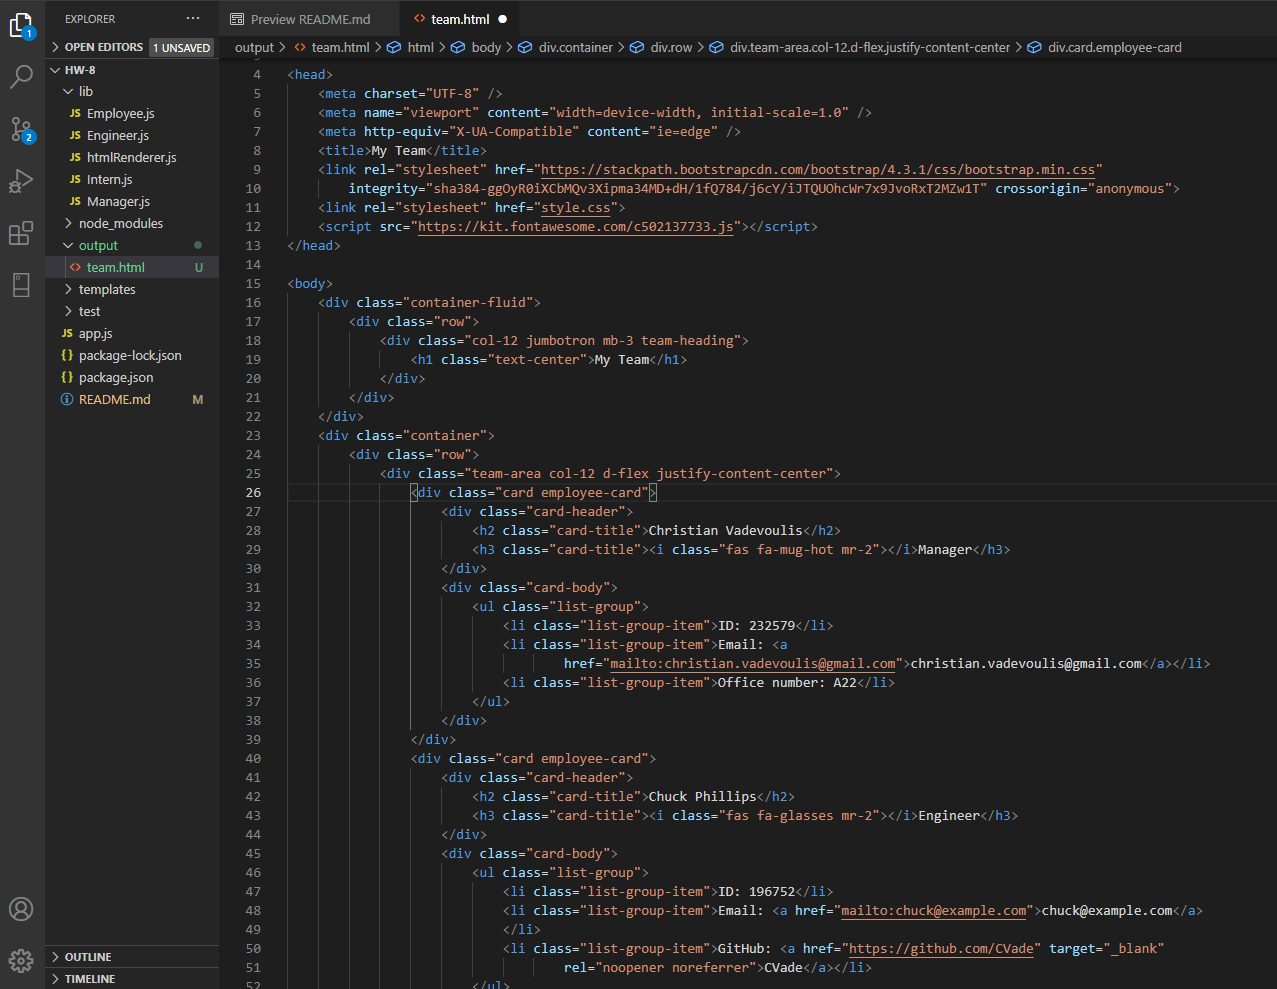 EXPLORER ···
OPEN EDITORS 1 UNSAVED
HW-8
lib
JS Employee.js
JS Engineer.js
JS htmlRenderer.js
JS Intern.js
JS Manager.js
node_modules
output
<> team.html U
templates
test
JS app.js
{} package-lock.json
{} package.json
README.md M
OUTLINE
TIMELINE
1
2
Preview README.md
<> team.html
output > <> team.html > html > body > div.container > div.row > div.team-area.col-12.d-flex.justify-content-center > div.card.employee-card
4 <head>
5 <meta charset="UTF-8" />
6 <meta name="viewport" content="width=device-width, initial-scale=1.0" />
7 <meta http-equiv="X-UA-Compatible" content="ie=edge" />
8 <title>My Team</title>
9 <link rel="stylesheet" href="https://stackpath.bootstrapcdn.com/bootstrap/4.3.1/css/bootstrap.min.css"
10 integrity="sha384-ggOyR0iXCbMQv3Xipma34MD+dH/1fQ784/j6cY/iJTQUOhcWr7x9JvoRxT2MZw1T" crossorigin="anonymous">
11 <link rel="stylesheet" href="style.css">
12 <script src="https://kit.fontawesome.com/c502137733.js"></script>
13 </head>
14
15 <body>
16 <div class="container-fluid">
17 <div class="row">
18 <div class="col-12 jumbotron mb-3 team-heading">
19 <h1 class="text-center">My Team</h1>
20 </div>
21 </div>
22 </div>
23 <div class="container">
24 <div class="row">
25 <div class="team-area col-12 d-flex justify-content-center">
26 <div class="card employee-card">
27 <div class="card-header">
28 <h2 class="card-title">Christian Vadevoulis</h2>
29 <h3 class="card-title"><i class="fas fa-mug-hot mr-2"></i>Manager</h3>
30 </div>
31 <div class="card-body">
32 <ul class="list-group">
33 <li class="list-group-item">ID: 232579</li>
34 <li class="list-group-item">Email: <a
35 href="mailto:christian.vadevoulis@gmail.com">christian.vadevoulis@gmail.com</a></li>
36 <li class="list-group-item">Office number: A22</li>
37 </ul>
38 </div>
39 </div>
40 <div class="card employee-card">
41 <div class="card-header">
42 <h2 class="card-title">Chuck Phillips</h2>
43 <h3 class="card-title"><i class="fas fa-glasses mr-2"></i>Engineer</h3>
44 </div>
45 <div class="card-body">
46 <ul class="list-group">
47 <li class="list-group-item">ID: 196752</li>
48 <li class="list-group-item">Email: <a href="mailto:chuck@example.com">chuck@example.com</a>
49 </li>
50 <li class="list-group-item">GitHub: <a href="https://github.com/CVade" target="_blank"
51 rel="noopener noreferrer">CVade</a></li>
52 </ul>